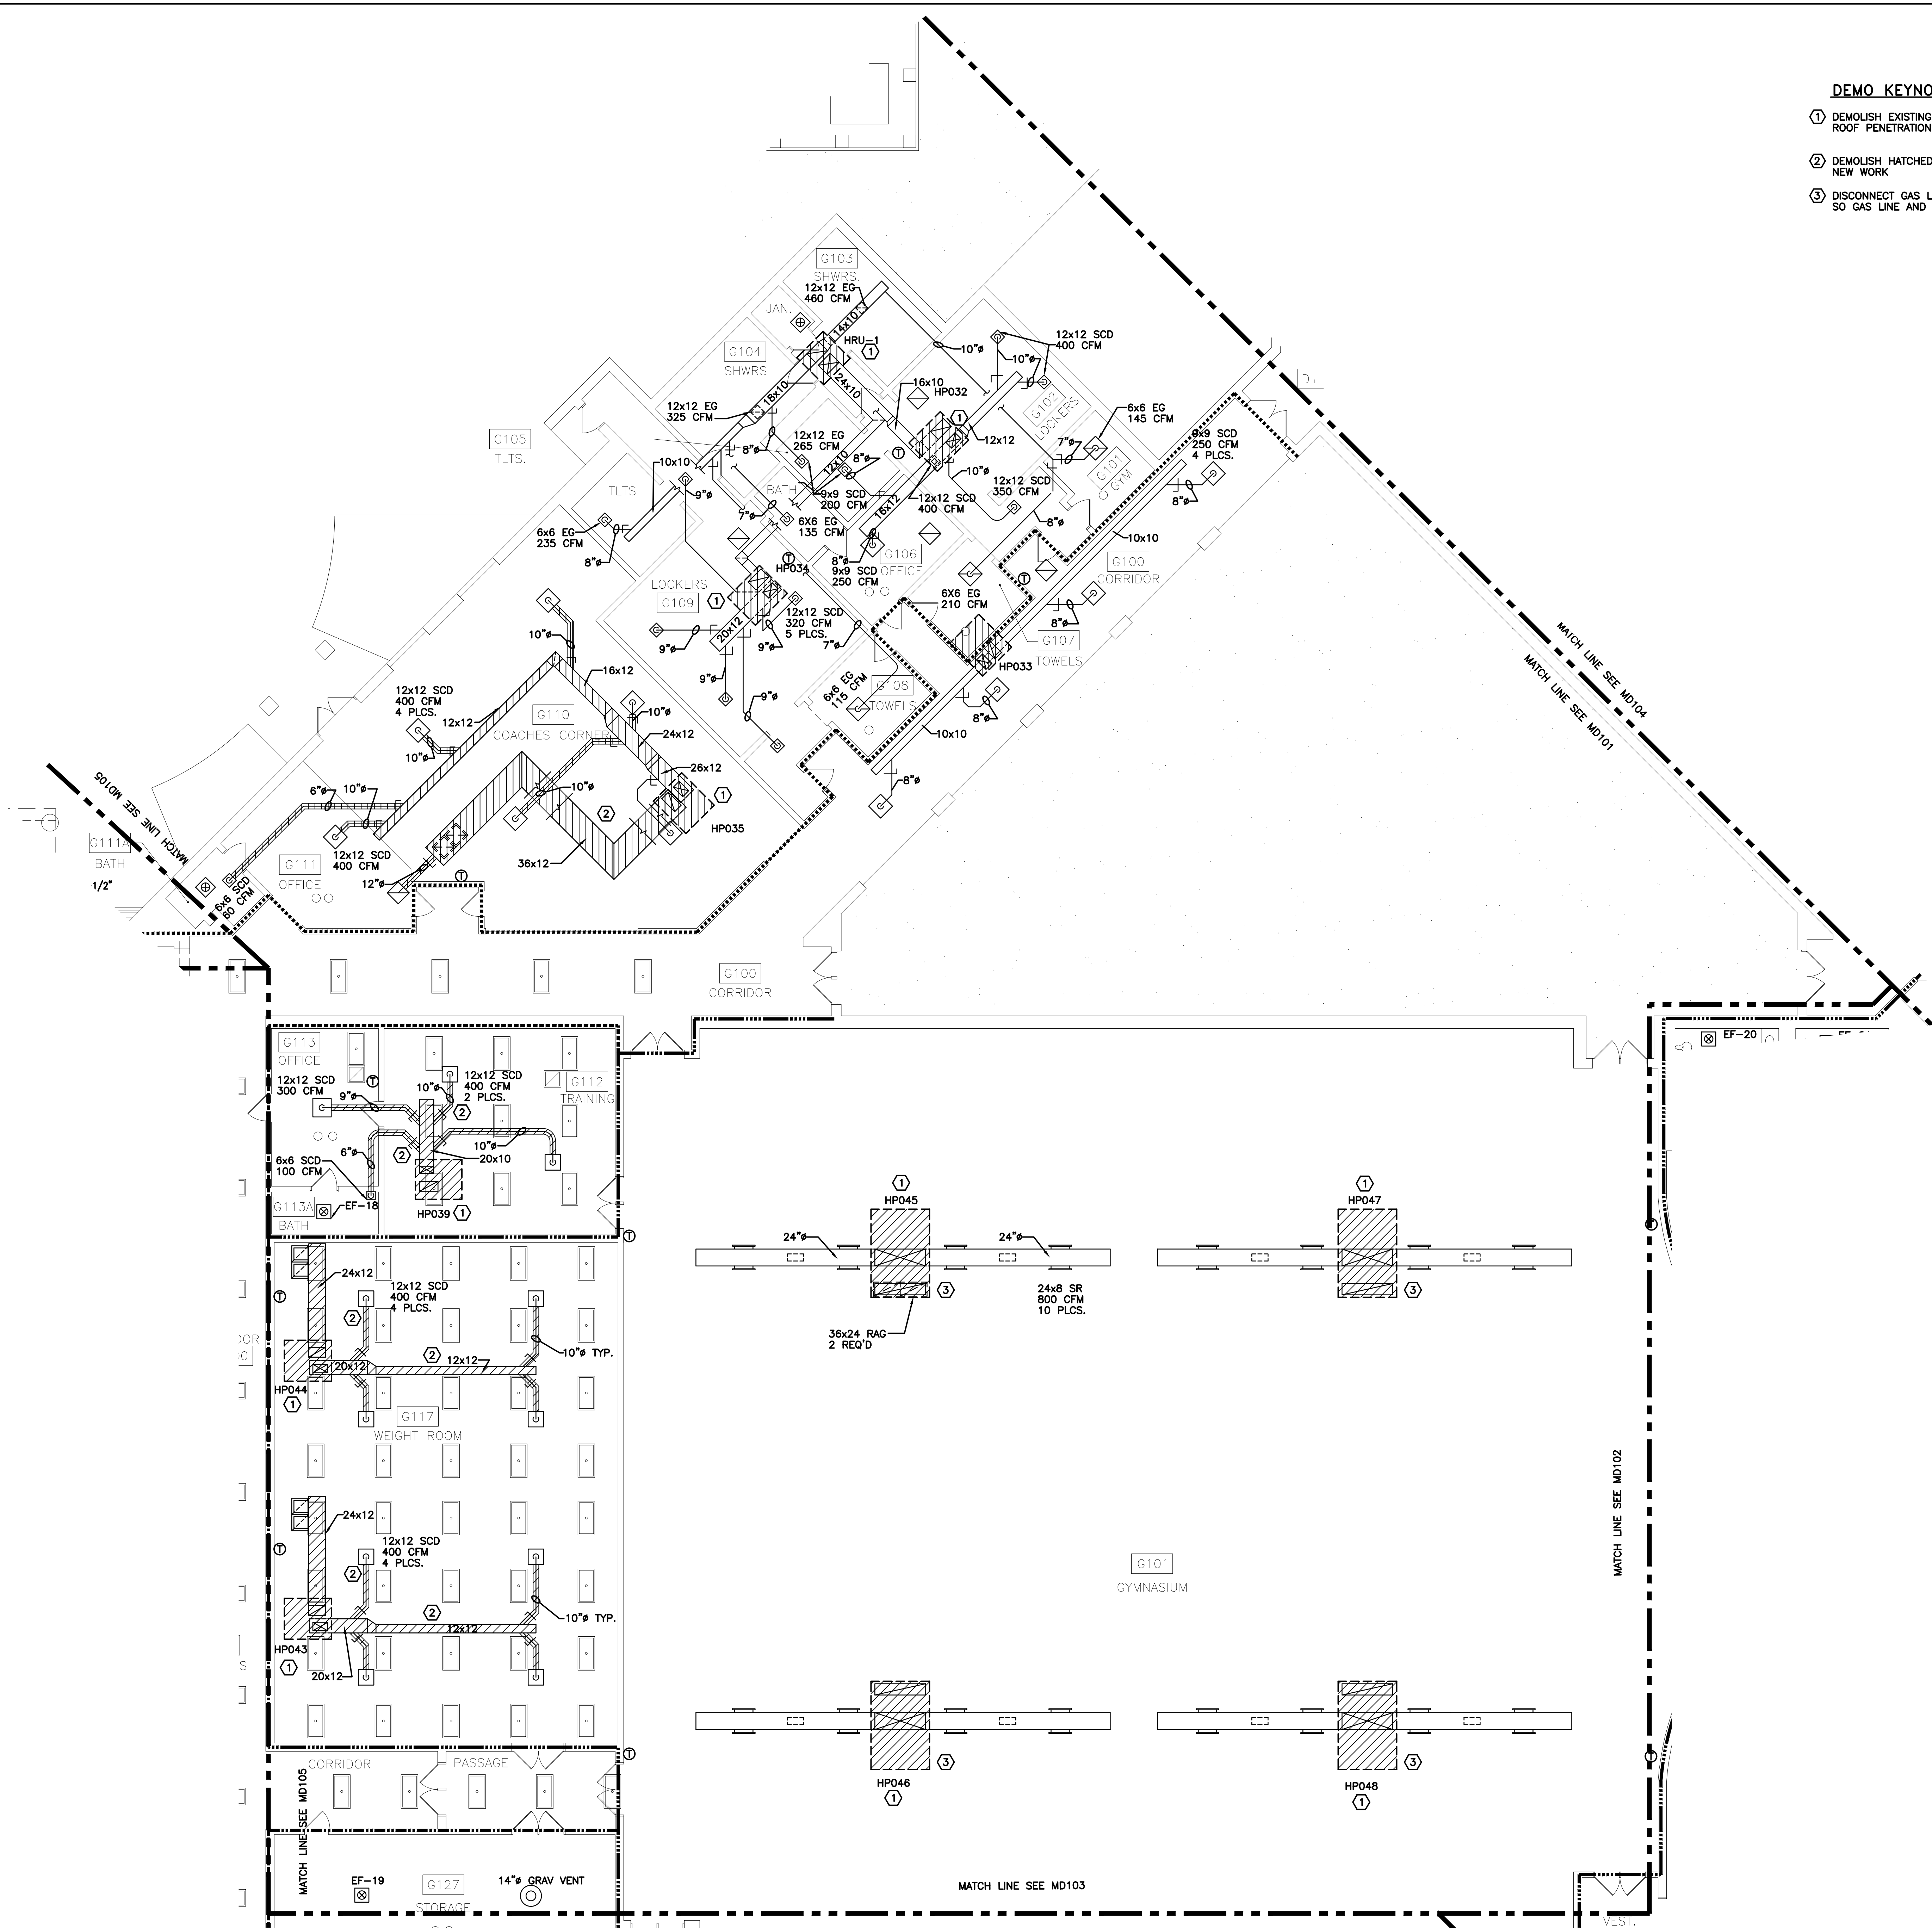 DEMO KEYNO
1 DEMOLISH EXISTING
ROOF PENETRATION
2 DEMOLISH HATCHED
NEW WORK
3 DISCONNECT GAS L
SO GAS LINE AND
G103
SHWRS.
12x12 EG
460 CFM
JAN.
14x10
HRU-1
1
G104
SHWRS
18x10
24x10
10"ø
10"ø
12x12 SCD
400 CFM
16x10
HP032
1
G102
LOCKERS
12x12 EG
325 CFM
12x12
6x6 EG
145 CFM
D
G105
TLTS.
12x12 EG
265 CFM
8"ø
8"ø
12x10
T
7"ø
G101
GYM
9x9 SCD
250 CFM
4 PLCS.
10x10
TLTS
9"ø
BATH
9x9 SCD
200 CFM
10"ø
12x12 SCD
350 CFM
12x12 SCD
400 CFM
16x12
8"ø
7"ø
6X6 EG
135 CFM
8"ø
6x6 EG
235 CFM
8"ø
10x10
T
HP034
8"ø
9x9 SCD
250 CFM
G106
OFFICE
G100
CORRIDOR
LOCKERS
G109
1
6X6 EG
210 CFM
T
12x12 SCD
320 CFM
5 PLCS.
20x12
8"ø
10"ø
9"ø
9"ø
7"ø
G107
TOWELS
HP033
16x12
9"ø
6x6 EG
115 CFM
G108
TOWELS
MATCH LINE SEE MD104
MATCH LINE SEE MD101
12x12 SCD
400 CFM
4 PLCS.
12x12
G110
COACHES CORNER
10"ø
9"ø
8"ø
24x12
10x10
10"ø
26x12
8"ø
MATCH LINE SEE MD105
6"ø
10"ø
10"ø
1
2
HP035
G111A
BATH
1/2"
12x12 SCD
400 CFM
G111
OFFICE
36x12
12"ø
T
6x6 SCD
60 CFM
G100
CORRIDOR
EF-20
G113
OFFICE
12x12 SCD
300 CFM
T
12x12 SCD
400 CFM
2 PLCS.
10"ø
G112
TRAINING
9"ø
2
6"ø
2
10"ø
20x10
6x6 SCD
100 CFM
G113A
BATH
EF-18
HP039
1
T
1
HP045
1
HP047
T
24"ø
24"ø
24x12
12x12 SCD
400 CFM
4 PLCS.
T
2
3
24x8 SR
800 CFM
10 PLCS.
3
36x24 RAG
2 REQ'D
2
10"ø TYP.
20x12
12x12
HP044
1
G117
WEIGHT ROOM
MATCH LINE SEE MD102
24x12
12x12 SCD
400 CFM
4 PLCS.
T
2
G101
GYMNASIUM
2
10"ø TYP.
12x12
HP043
1
20x12
T
T
CORRIDOR
PASSAGE
3
3
HP046
1
HP048
1
MATCH LINE SEE MD105
EF-19
G127
STORAGE
14"ø GRAV VENT
MATCH LINE SEE MD103
VEST.